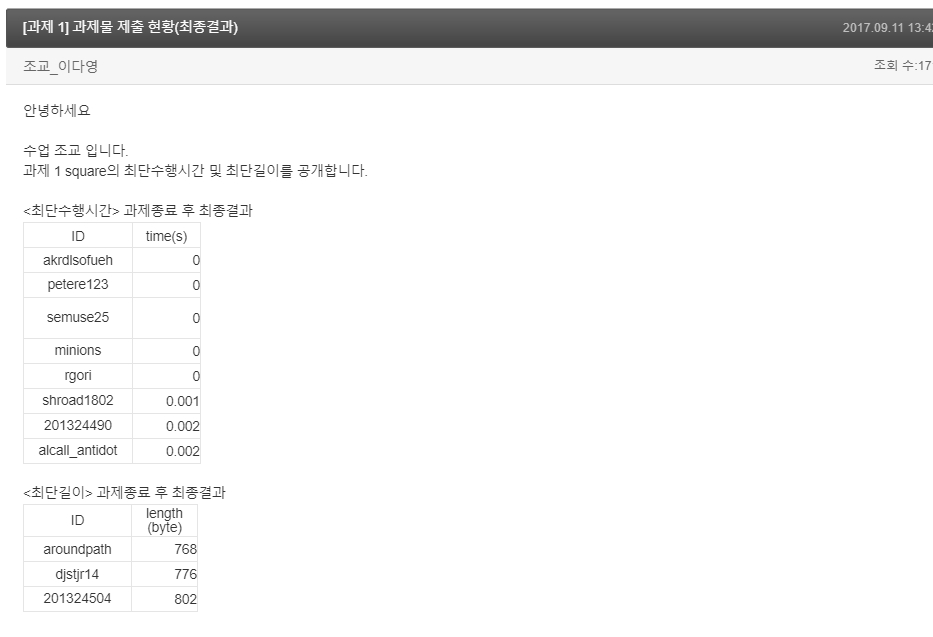 [과제 1] 과제물 제출 현황(최종결과) 2017.09.11 13:42
조교_이다영 조회 수:17
안녕하세요
수업 조교 입니다.
과제 1 square의 최단수행시간 및 최단길이를 공개합니다.
<최단수행시간> 과제종료 후 최종결과
ID time(s)
akrdlsofueh 0
petere123 0
semuse25 0
minions 0
rgori 0
shroad1802 0.001
201324490 0.002
alcall_antidot 0.002
<최단길이> 과제종료 후 최종결과
ID length
(byte)
aroundpath 768
djstjr14 776
201324504 802